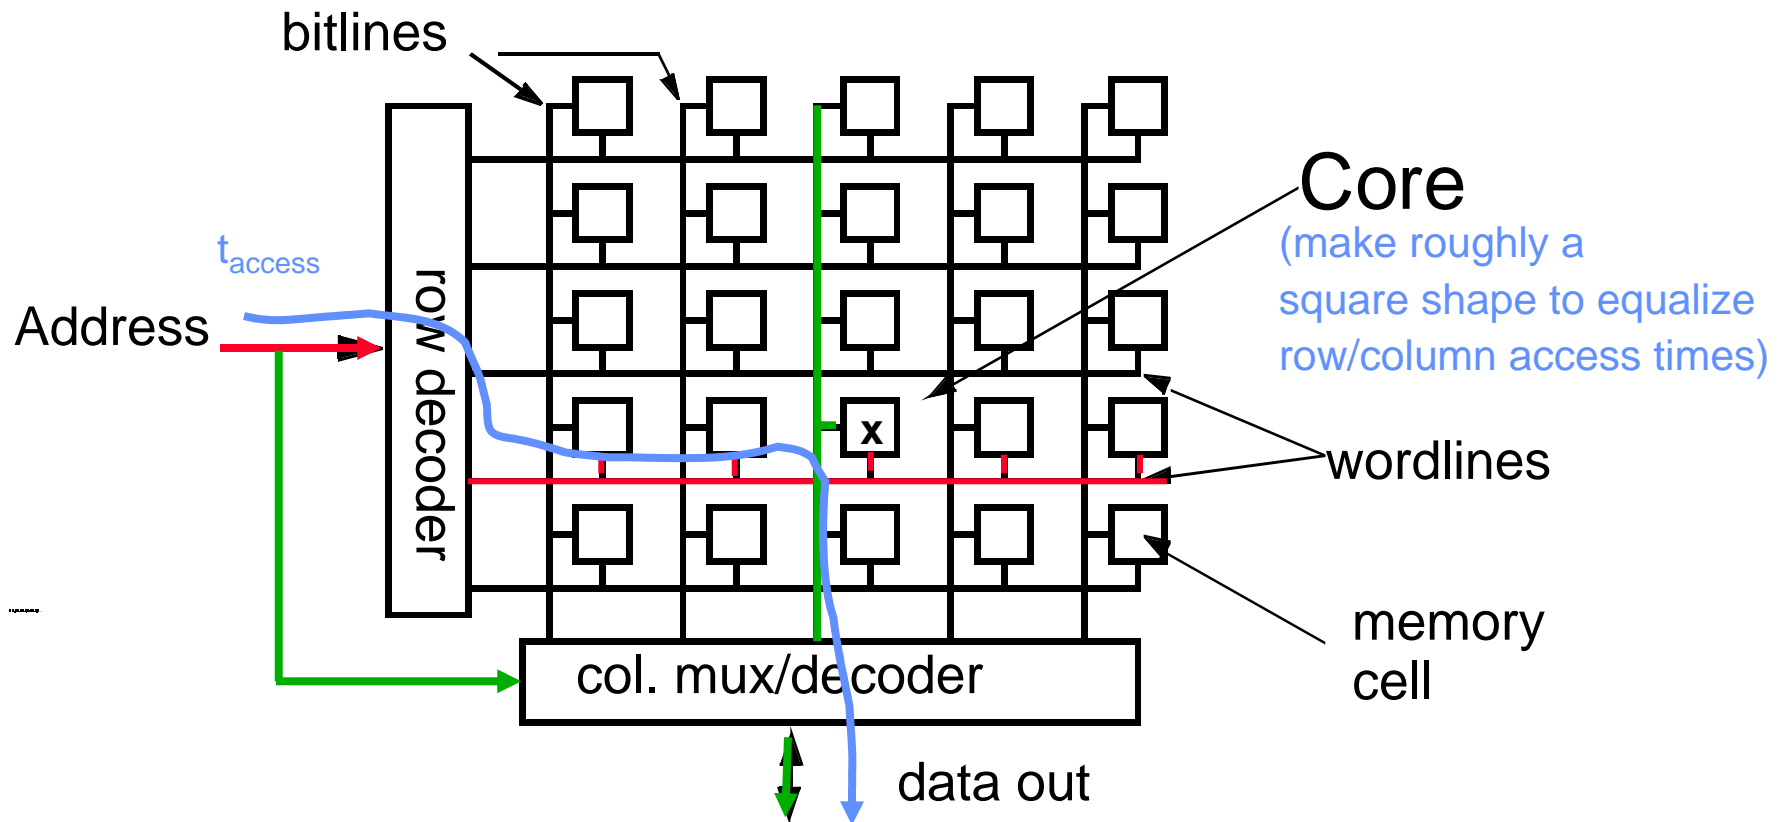 bitlines
Core
(make roughly a
square shape to equalize
row/column access times)
taccess
Address
row decoder
x
wordlines
memory
cell
col. mux/decoder
data out